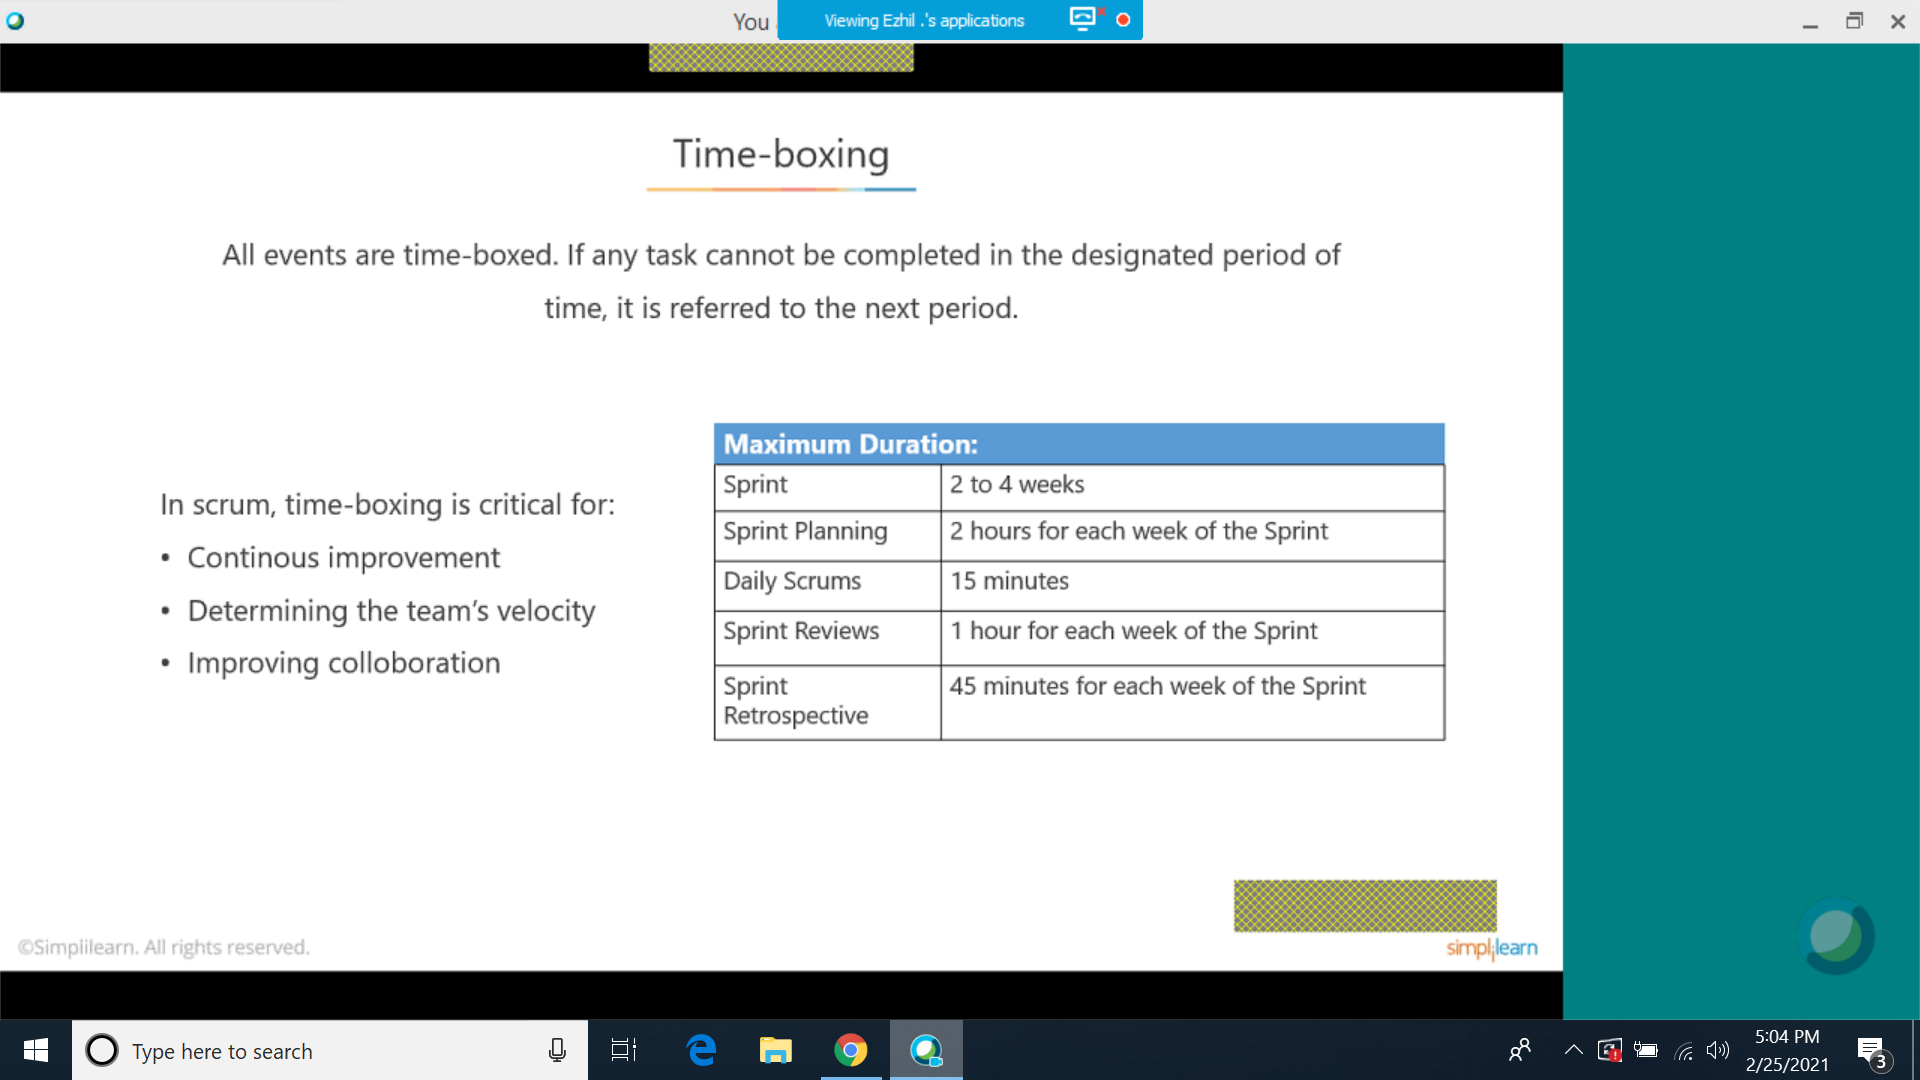 You
Viewing Ezhil .'s applications
Time-boxing
All events are time-boxed. If any task cannot be completed in the designated period of
time, it is referred to the next period.
In scrum, time-boxing is critical for:
• Continous improvement
• Determining the team’s velocity
• Improving colloboration
Maximum Duration:
Sprint 2 to 4 weeks
Sprint Planning 2 hours for each week of the Sprint
Daily Scrums 15 minutes
Sprint Reviews 1 hour for each week of the Sprint
Sprint 45 minutes for each week of the Sprint
Retrospective
©Simplilearn. All rights reserved.
simplilearn
Type here to search
5:04 PM
2/25/2021
3